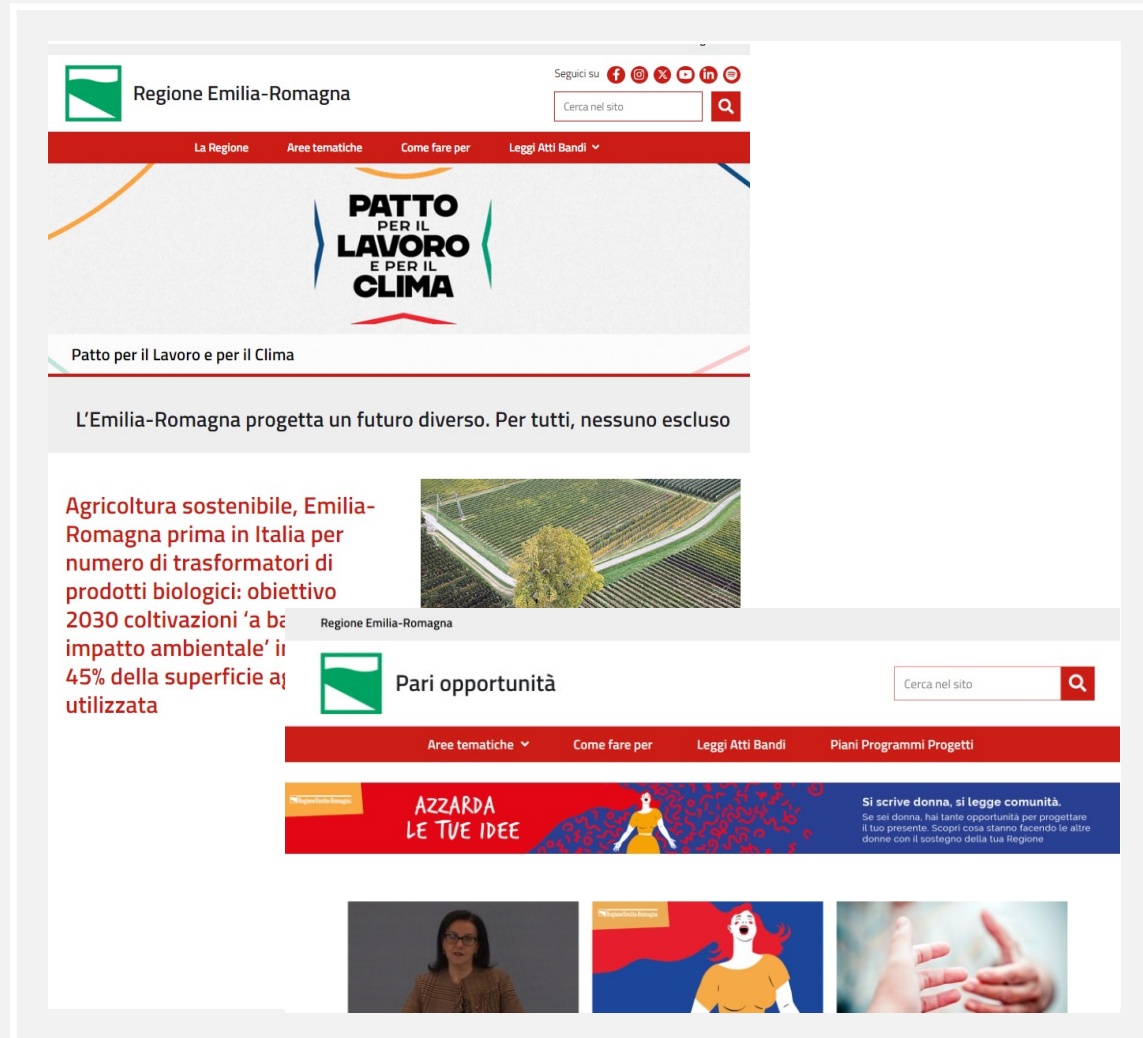 Seguici su
Regione Emilia-Romagna
Cerca nel sito
La Regione Aree tematiche Come fare per Leggi Atti Bandi
PATTO
PER IL
LAVORO
E PER IL
CLIMA
Patto per il Lavoro e per il Clima
L'Emilia-Romagna progetta un futuro diverso. Per tutti, nessuno escluso
Agricoltura sostenibile, Emilia-
Romagna prima in Italia per
numero di trasformatori di
prodotti biologici: obiettivo
2030 coltivazioni 'a ba
impatto ambientale'
45% della superficie
utilizzata
Regione Emilia-Romagna
Pari opportunità
Cerca nel sito
Aree tematiche Come fare per Leggi Atti Bandi Piani Programmi Progetti
RegioneEmilia-Romagna
AZZARDA
LE TUE IDEE
Si scrive donna, si legge comunità.
Se sei donna, hai tante opportunità per progettare
il tuo presente. Scopri cosa stanno facendo le altre
donne con il sostegno della tua Regione
RegioneEmilia-Romagna